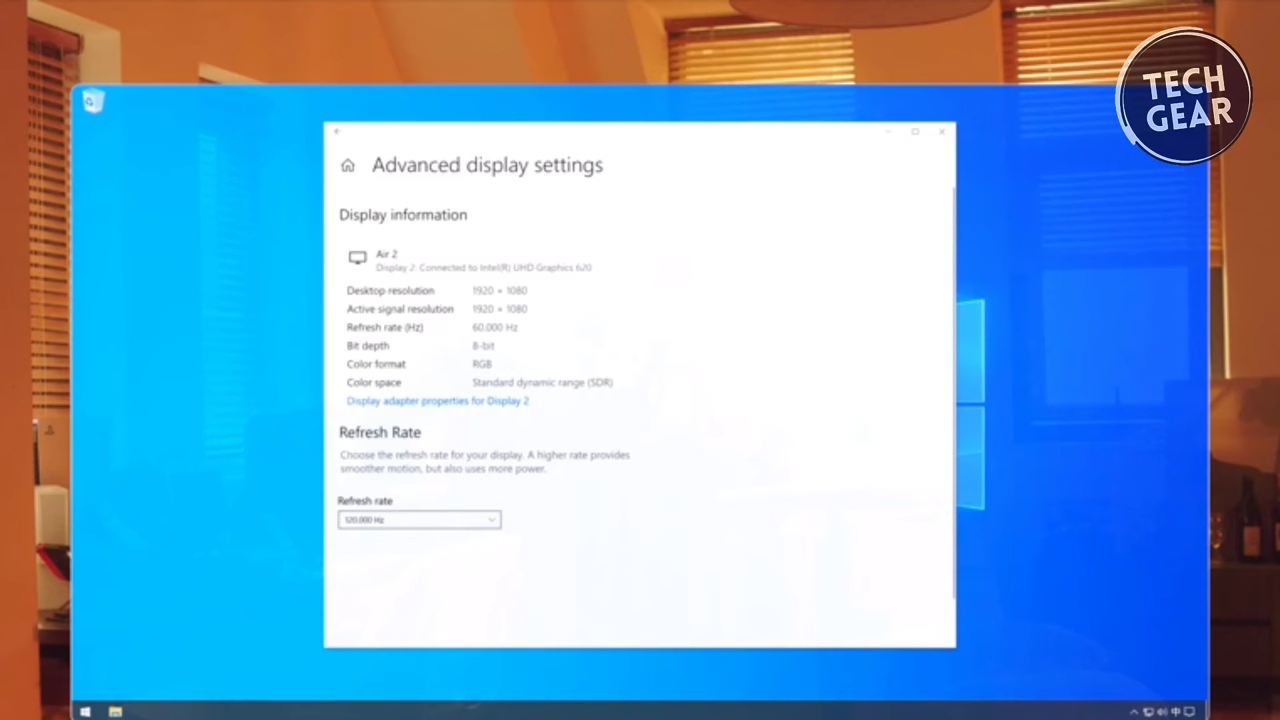 TECH
GEAR
Advanced display settings
Display information
Air 2
Display 2: Connected to Intel(R) UHD Graphics 620
Desktop resolution 1920 × 1080
Active signal resolution 1920 × 1080
Refresh rate (Hz) 60.000 Hz
Bit depth 8-bit
Color format RGB
Color space Standard dynamic range (SDR)
Display adapter properties for Display 2
Refresh Rate
Choose the refresh rate for your display. A higher rate provides
smoother motion, but also uses more power.
Refresh rate
120.000 Hz
中